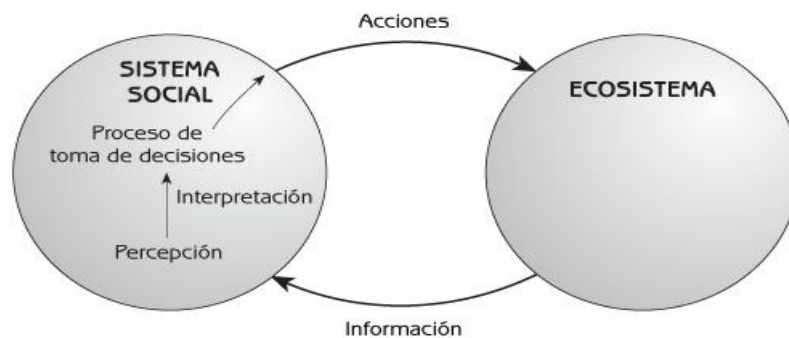 Acciones
SISTEMA
SOCIAL
ECOSISTEMA
Proceso de
toma de decisiones
Interpretación
Percepción
Información